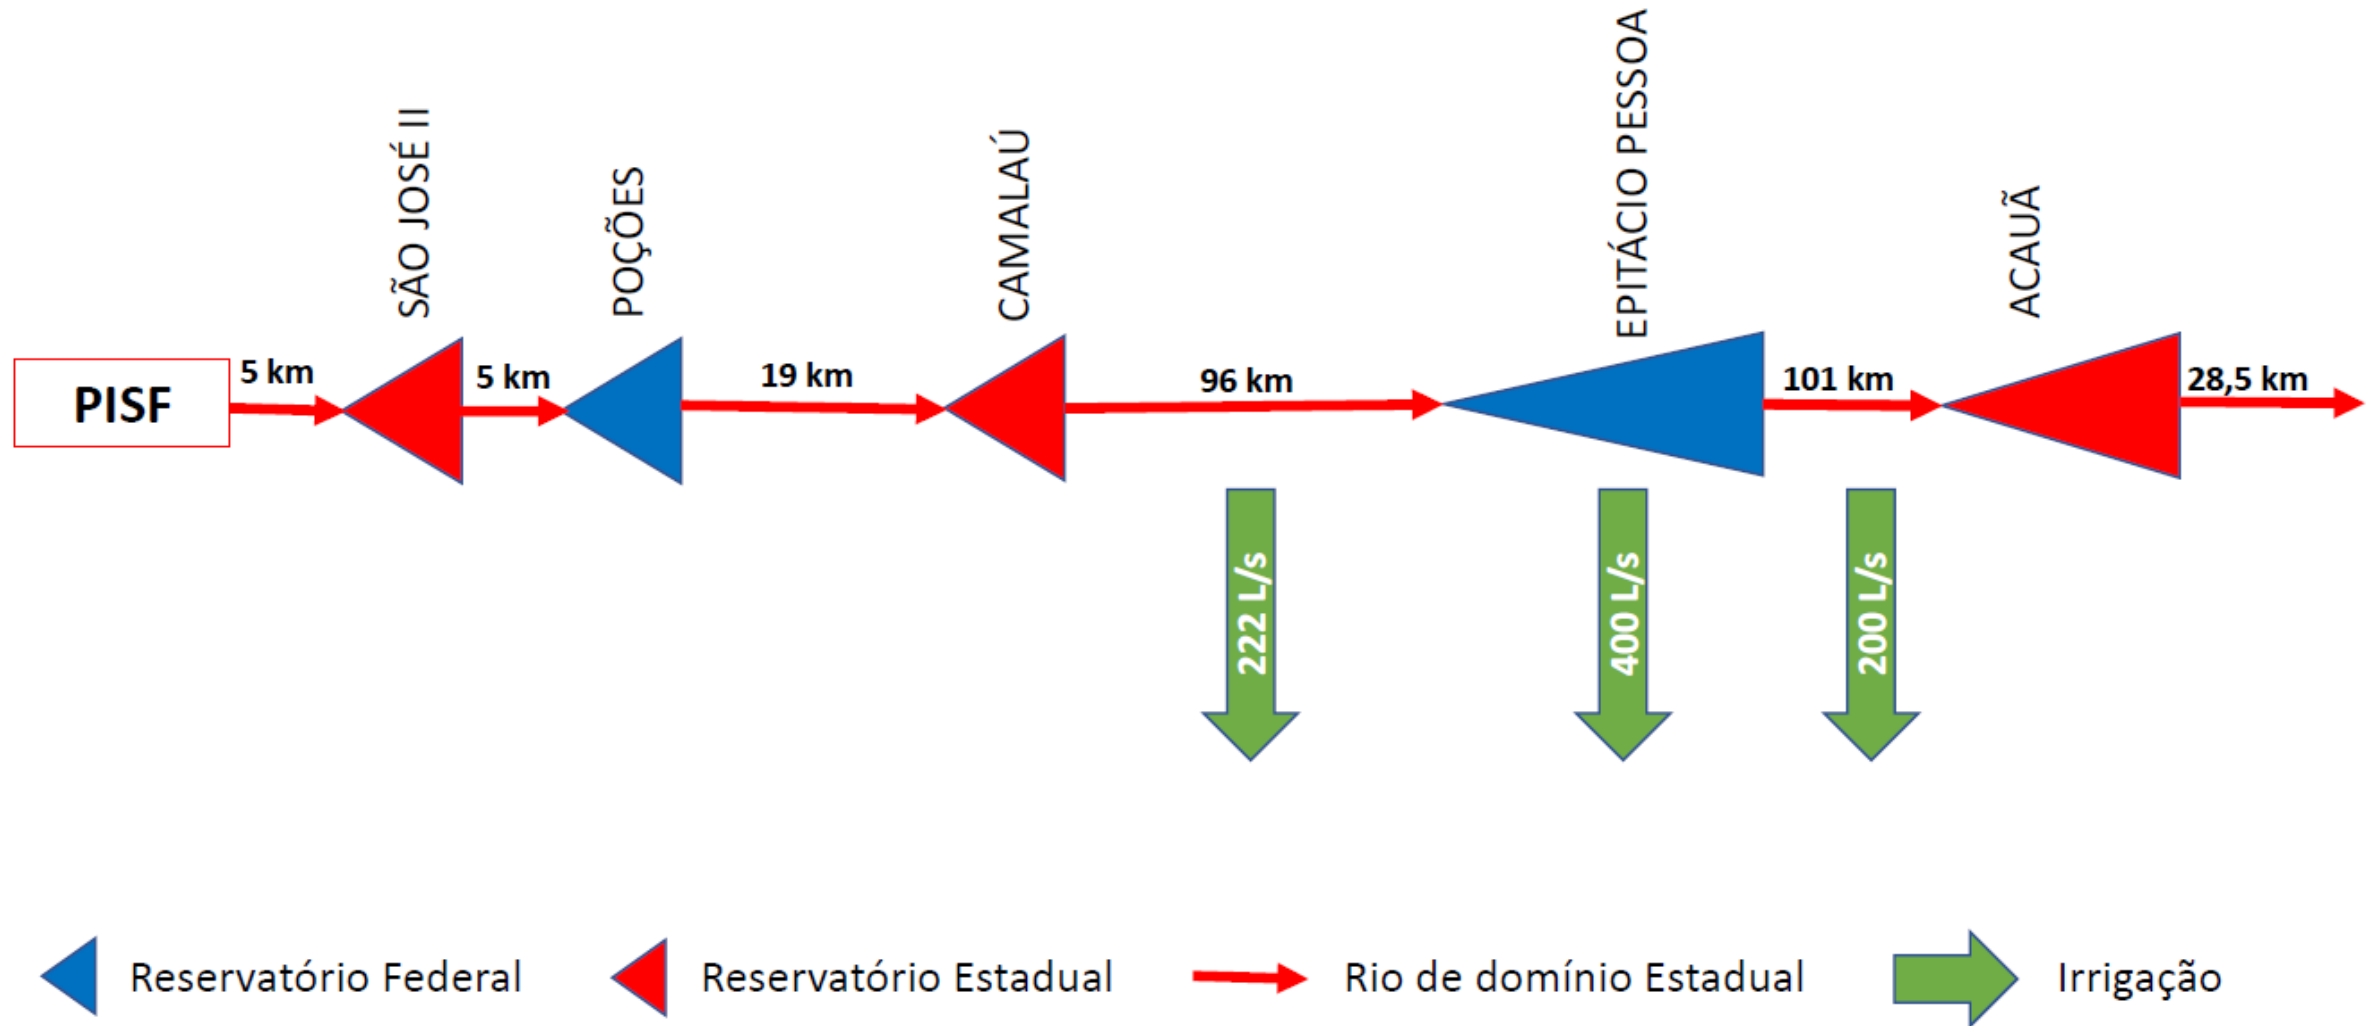 SÃO JOSÉ II
POÇÕES
CAMALAÚ
EPITÁCIO PESSOA
ACAUÃ
PISF
5 km
5 km
19 km
96 km
101 km
28,5 km
222 L/s
400 L/s
200 L/s
Reservatório Federal
Reservatório Estadual
Rio de domínio Estadual
Irrigação